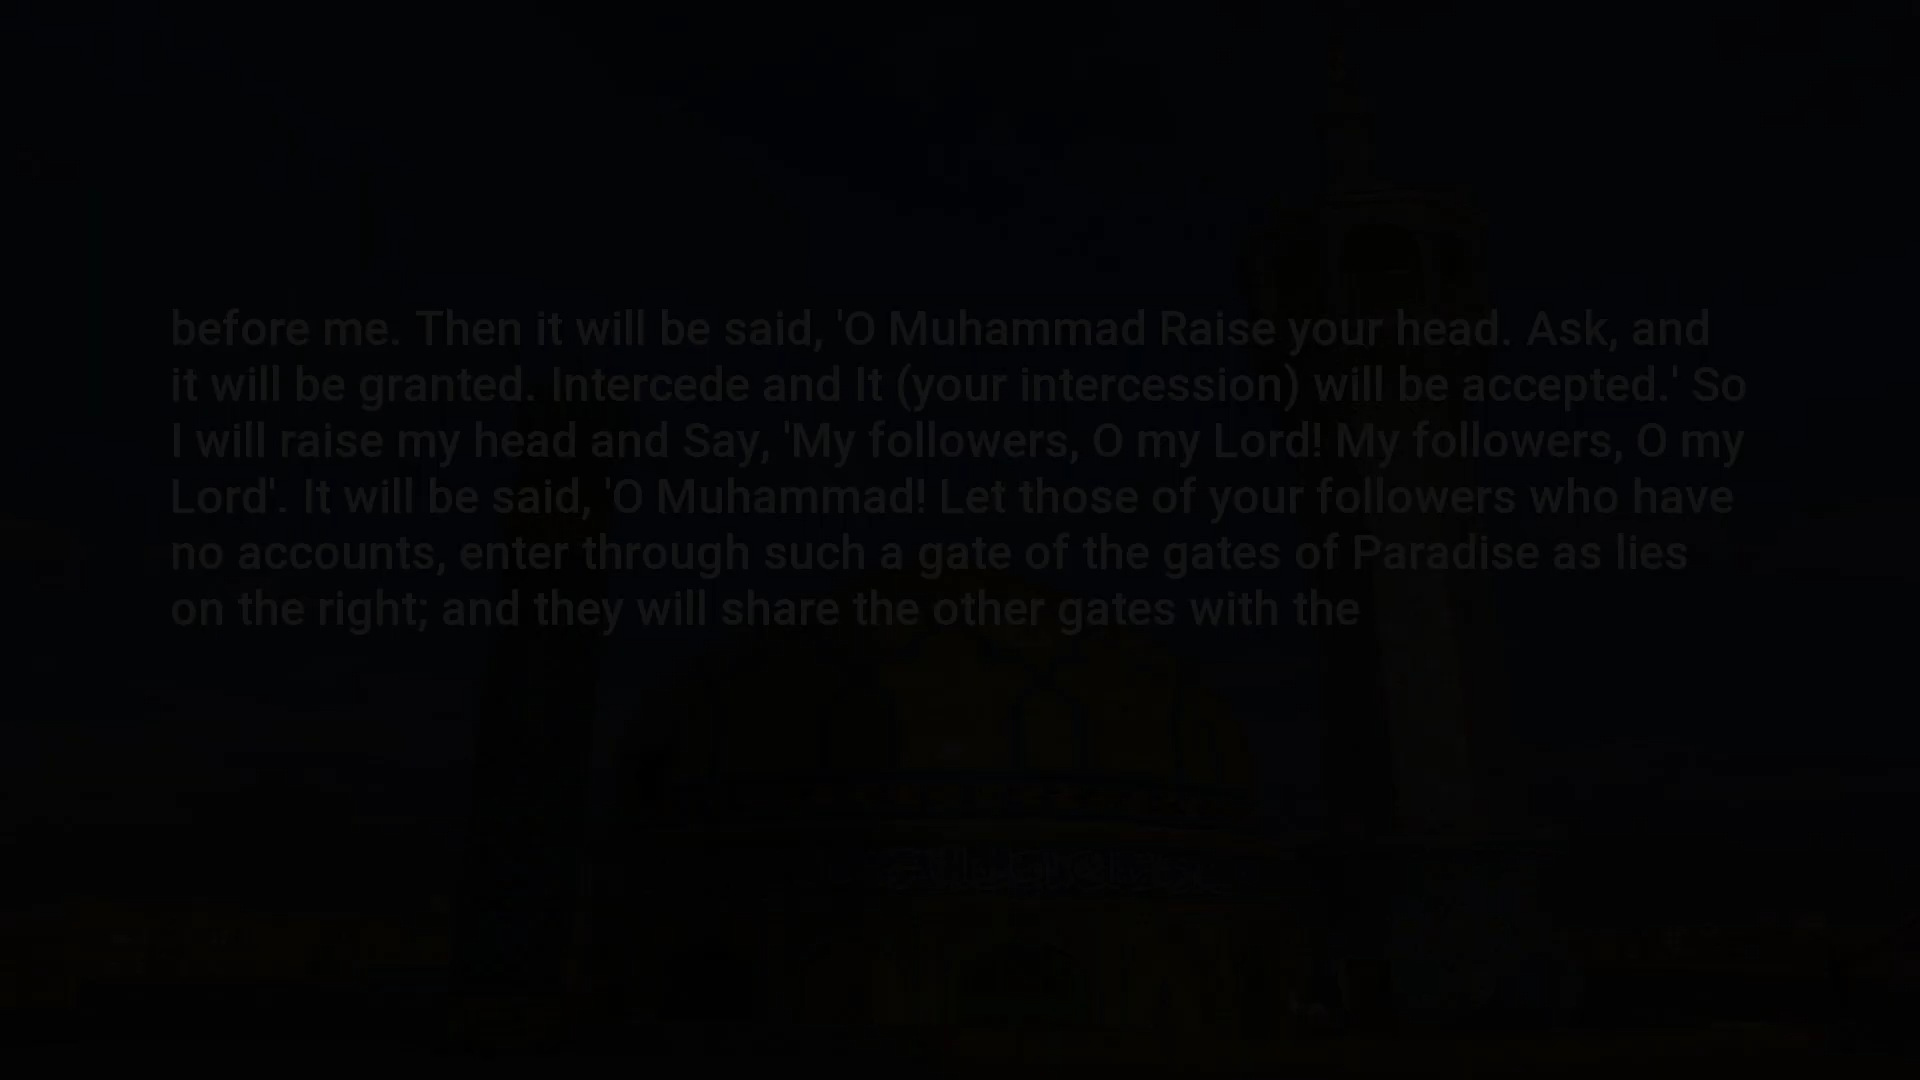 before me. Then it will be said, 'O Muhammad Raise your head. Ask, and
it will be granted. Intercede and It (your intercession) will be accepted.' So
I will raise my head and Say, 'My followers, O my Lord! My followers, O my
Lord'. It will be said, 'O Muhammad! Let those of your followers who have
no accounts, enter through such a gate of the gates of Paradise as lies
on the right; and they will share the other gates with the